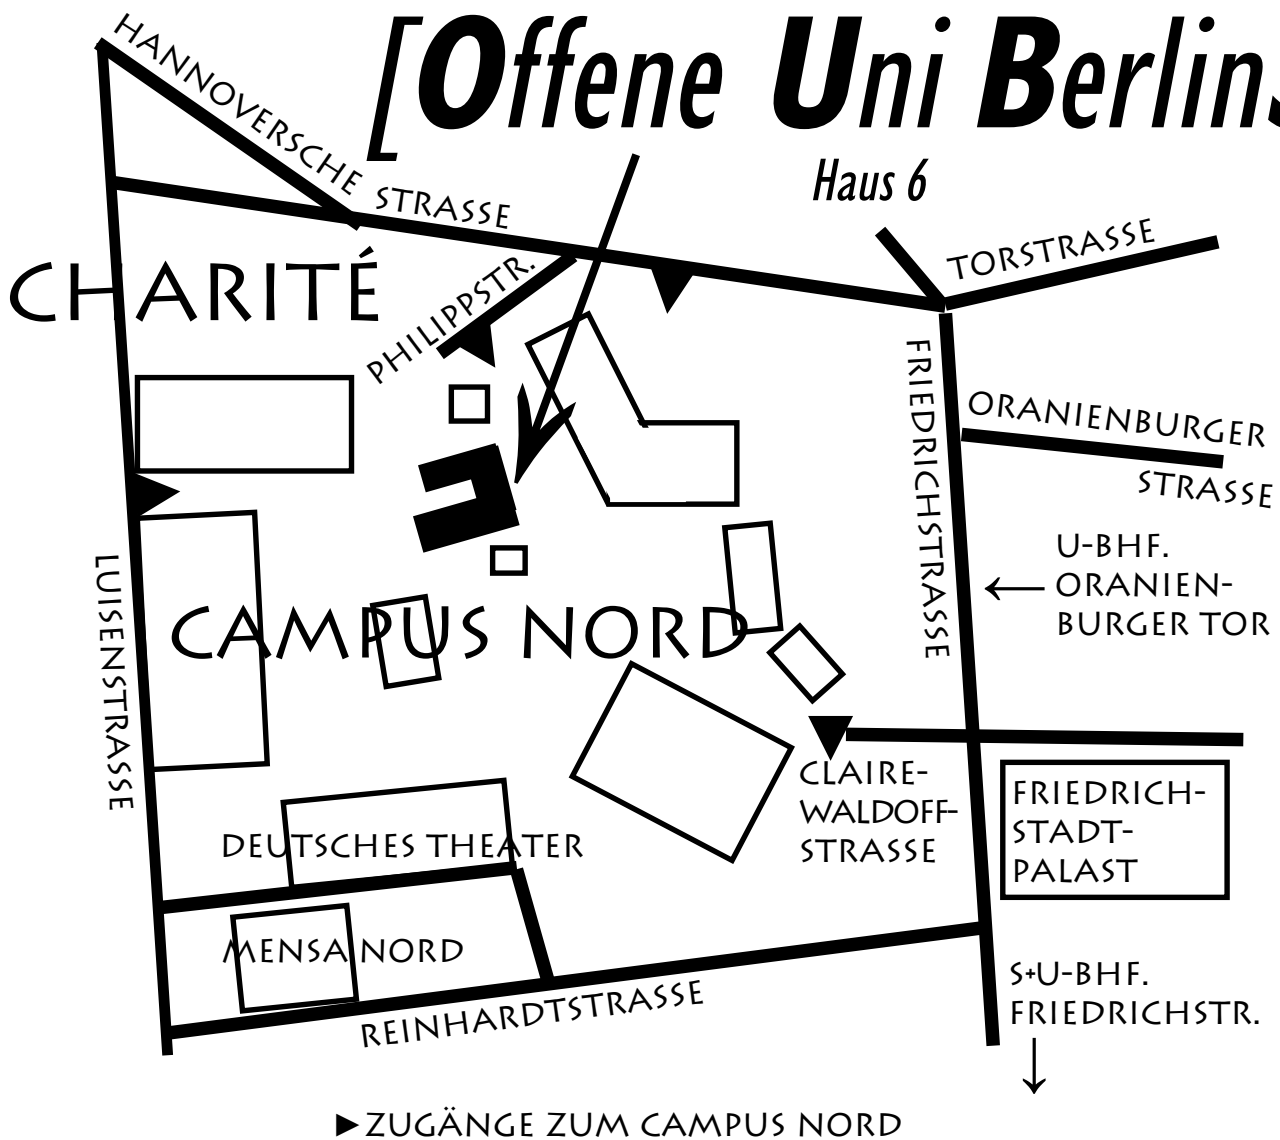 [Offene Uni Berlins
Haus 6
HANNOVERSCHE STRASSE
TORSTRASSE
CHARITÉ
PHILIPPSTR.
FRIEDRICHSTRASSE
ORANIENBURGER
STRASSE
U-BHF.
ORANIEN-
BURGER TOR
LUISENSTRASSE
CAMPUS NORD
CLAIRE-
WALDOFF-
STRASSE
FRIEDRICH-
STADT-
PALAST
DEUTSCHES THEATER
MENSA NORD
REINHARDTSTRASSE
S+U-BHF.
FRIEDRICHSTR.
ZUGÄNGE ZUM CAMPUS NORD